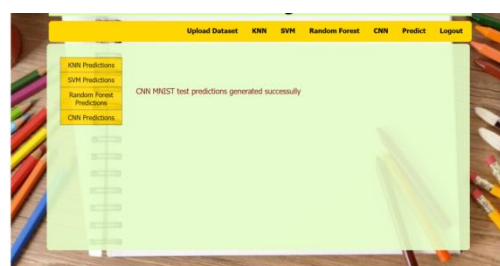 Upload Dataset KNN SVM Random Forest CNN Predict Logout
KNN Predictions
SVM Predictions
Random Forest
Predictions
CNN Predictions
CNN MNIST test predictions generated successully